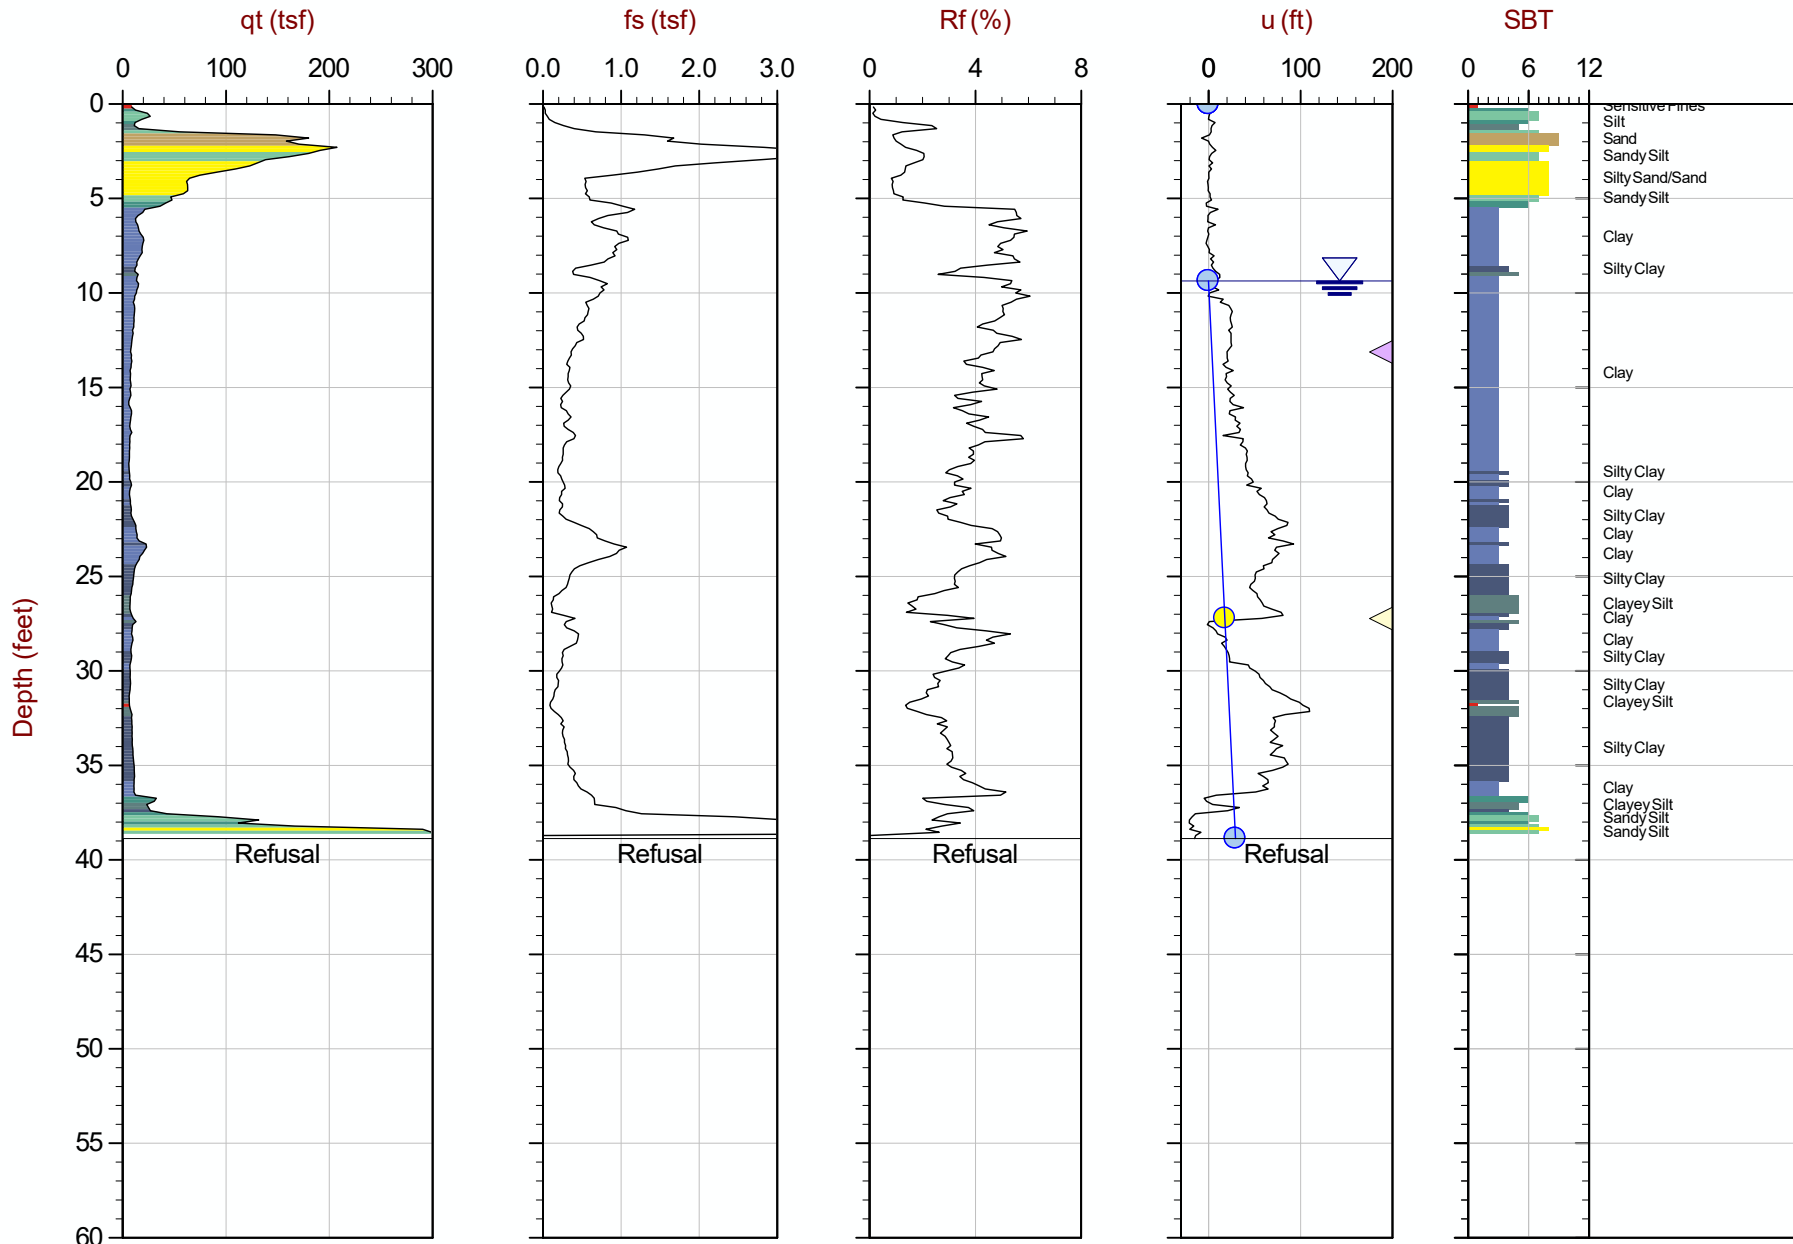 qt (tsf)
fs (tsf)
Rf (%)
u (ft)
SBT
0 100 200 300
0.0 1.0 2.0 3.0
0 4 8
0 100 200
0 6 12
Depth (feet)
0
5
10
15
20
25
30
35
40
45
50
55
60
Sensitive Fines
Silt
Sand
Sandy Silt
Silty Sand/Sand
Sandy Silt
Clay
Silty Clay
Clay
Silty Clay
Clay
Silty Clay
Clay
Clay
Silty Clay
Clayey Silt
Clay
Clay
Silty Clay
Silty Clay
Clayey Silt
Silty Clay
Clay
Clayey Silt
Sandy Silt
Sandy Silt
Refusal
Refusal
Refusal
Refusal